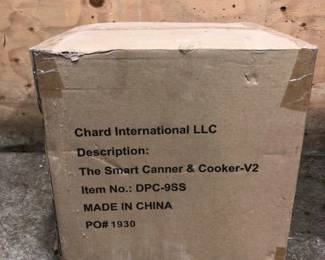 Chard International LLC
Description:
The Smart Canner & Cooker-V2
Item No.: DPC-9SS
MADE IN CHINA
PO# 1930